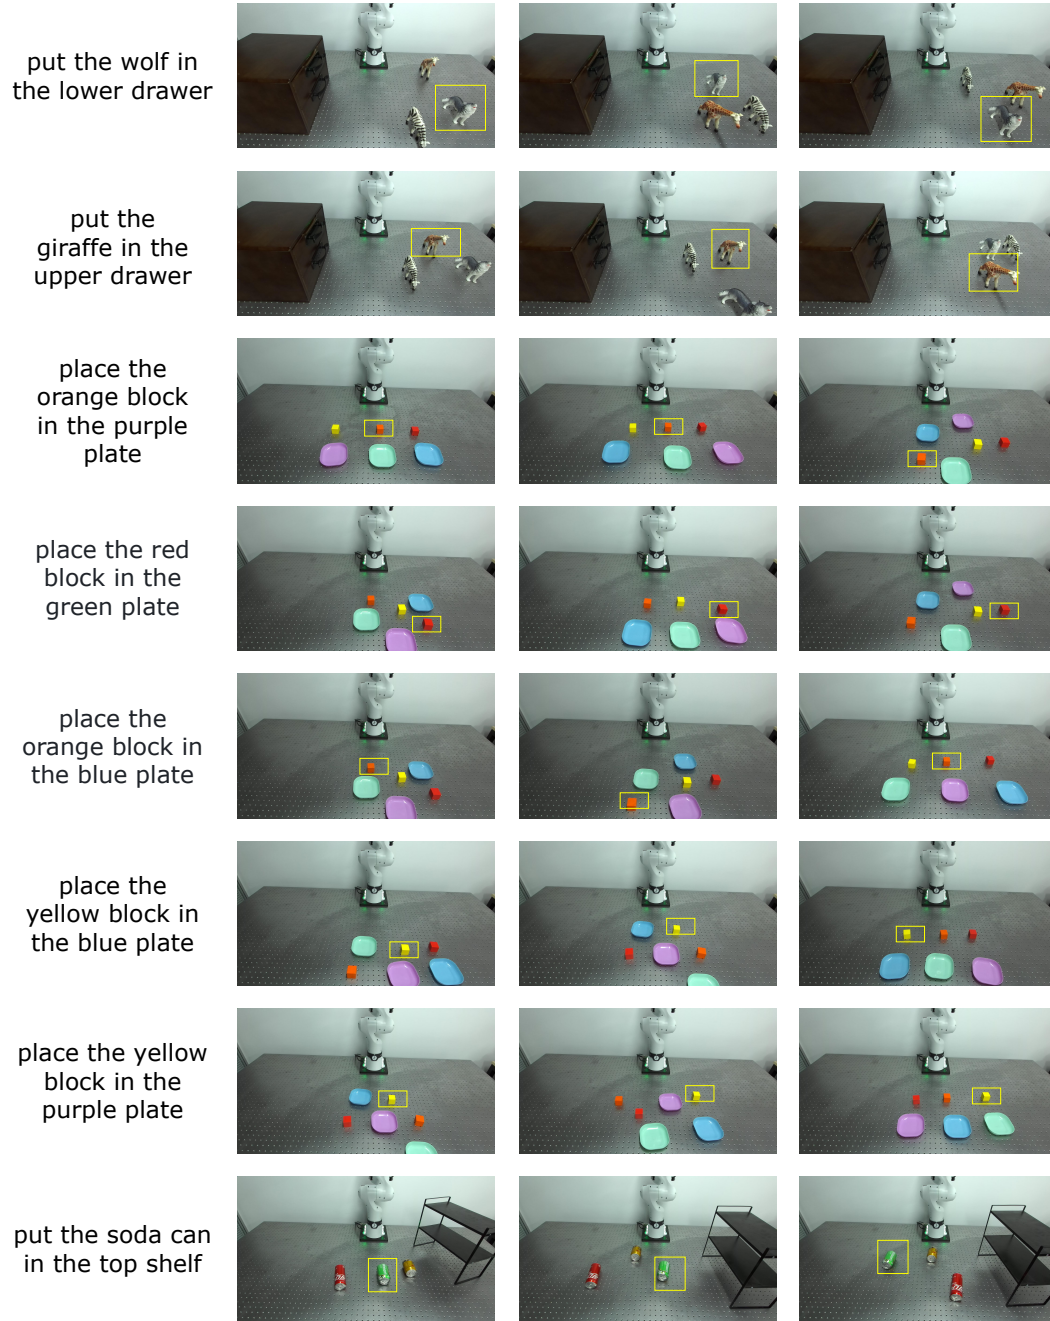 put the wolf in
the lower drawer
put the
giraffe in the
upper drawer
place the
orange block
in the purple
plate
place the red
block in the
green plate
place the
orange block in
the blue plate
place the
yellow block in
the blue plate
place the yellow
block in the
purple plate
put the soda can
in the top shelf